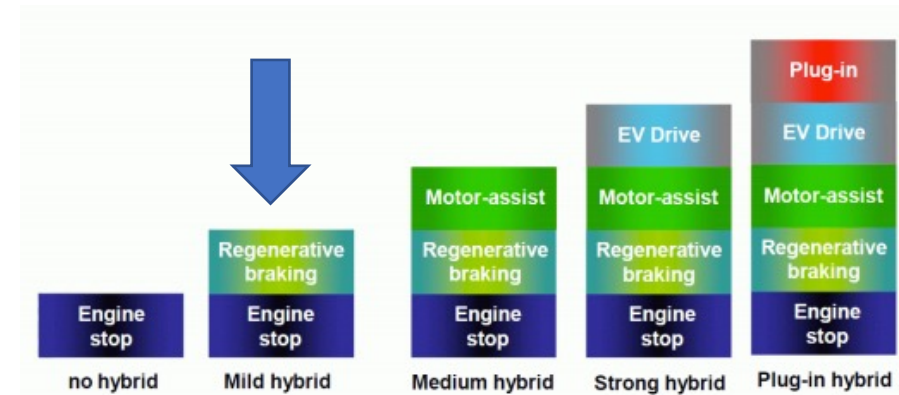 Plug-in
EV Drive
EV Drive
Motor-assist
Motor-assist
Motor-assist
Regenerative
braking
Regenerative
braking
Regenerative
braking
Regenerative
braking
Engine
stop
Engine
stop
Engine
stop
Engine
stop
Engine
stop
no hybrid
Mild hybrid
Medium hybrid
Strong hybrid
Plug-in hybrid